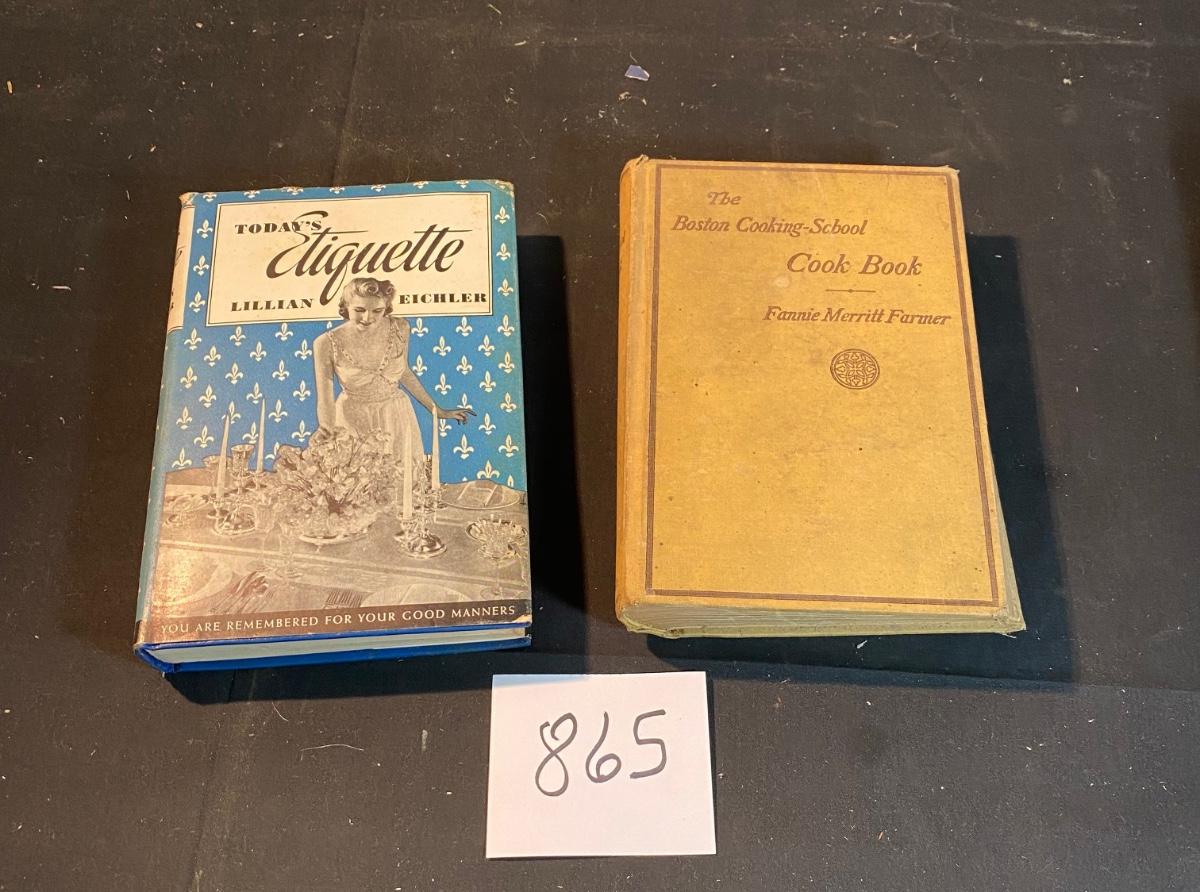 TODAY'S
Etiquette
LILLIAN EICHLER
YOU ARE REMEMBERED FOR YOUR GOOD MANNERS
The
Boston Cooking-School
Cook Book
Fannie Merritt Farmer
865